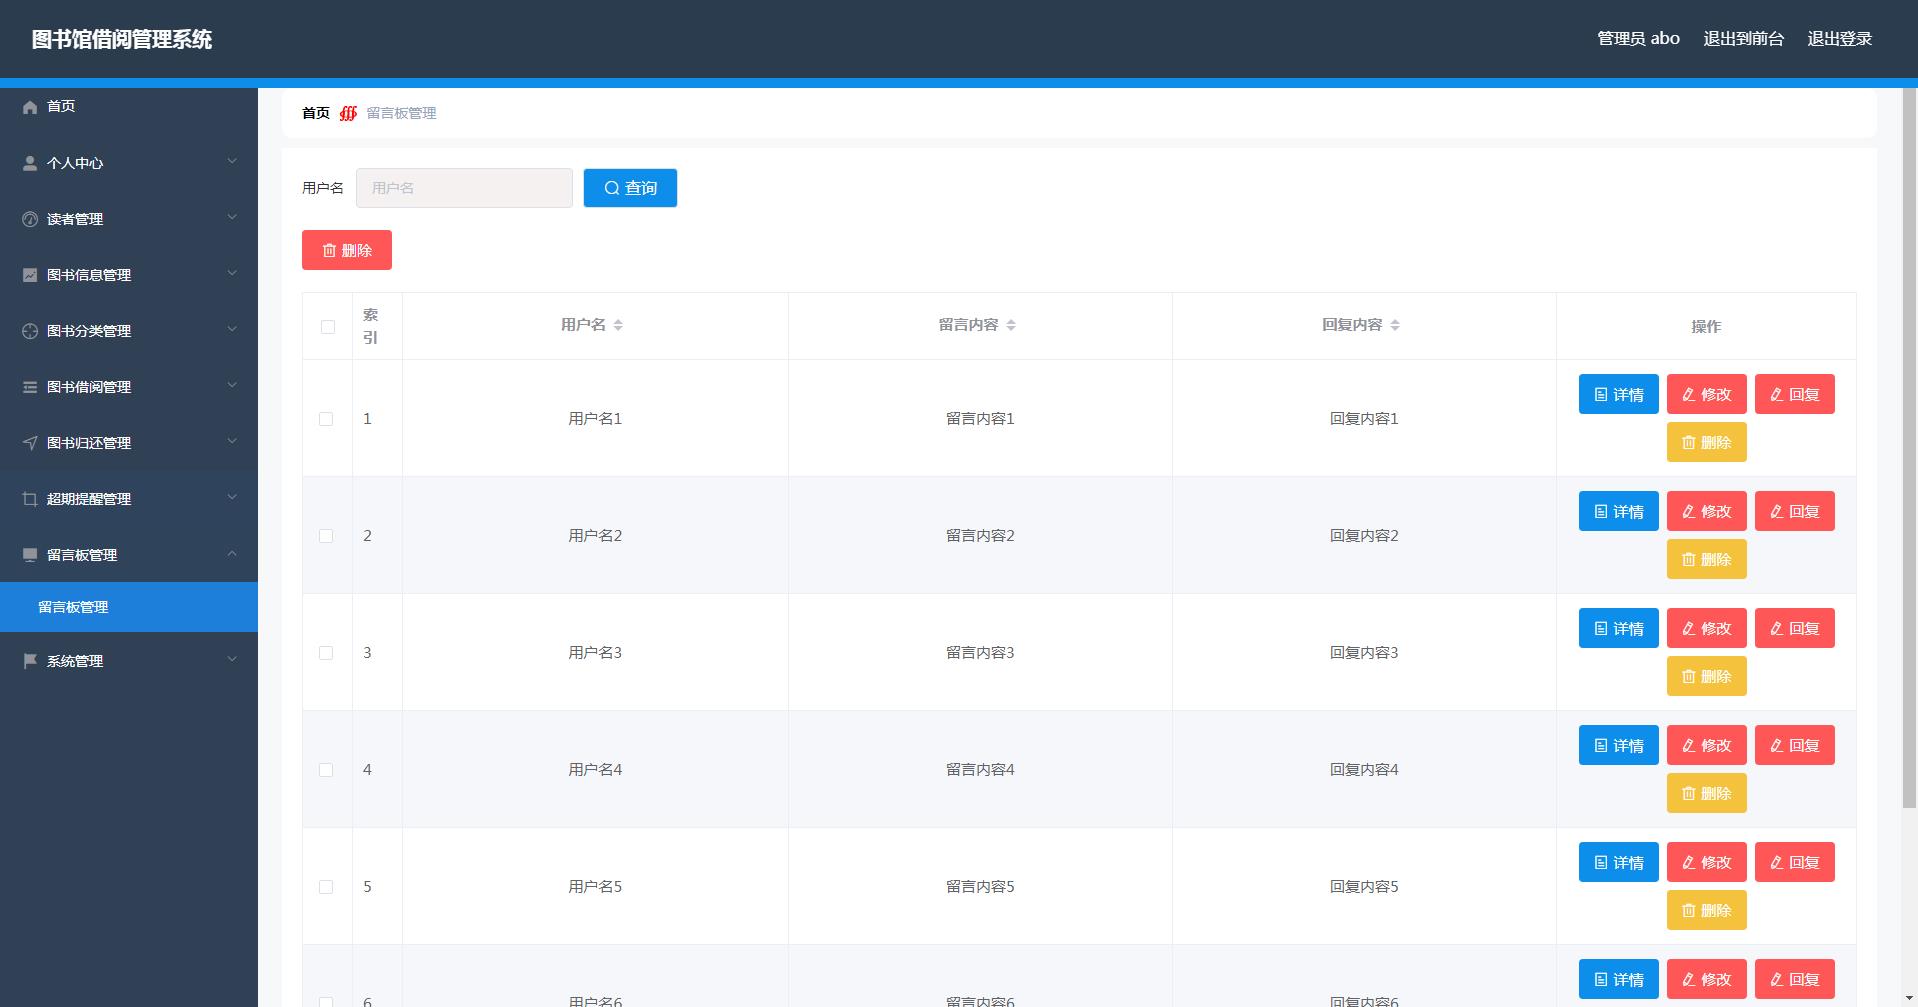 图书馆借阅管理系统
管理员 abo 退出到前台 退出登录
首页
个人中心
读者管理
图书信息管理
图书分类管理
图书借阅管理
图书归还管理
超期提醒管理
留言板管理
留言板管理
系统管理
首页 留言板管理
用户名 用户名 查询
删除
索引 用户名 留言内容 回复内容 操作
1 用户名1 留言内容1 回复内容1 详情 修改 回复
删除
2 用户名2 留言内容2 回复内容2 详情 修改 回复
删除
3 用户名3 留言内容3 回复内容3 详情 修改 回复
删除
4 用户名4 留言内容4 回复内容4 详情 修改 回复
删除
5 用户名5 留言内容5 回复内容5 详情 修改 回复
删除
6 用户名6 留言内容6 回复内容6 详情 修改 回复